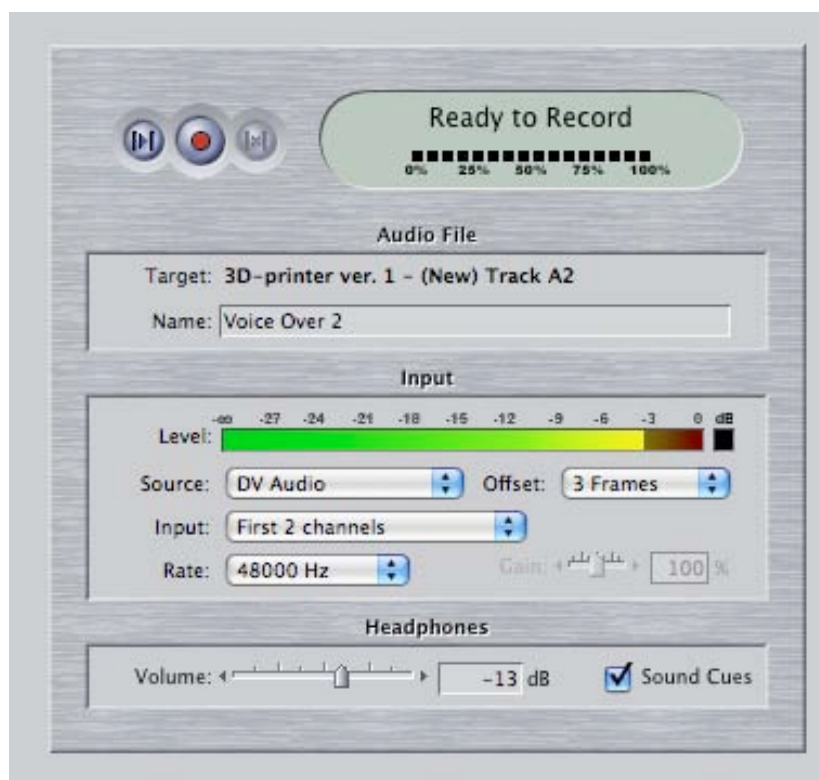 Ready to Record
0% 25% 50% 75% 100%
Audio File
Target: 3D-printer ver. 1 - (New) Track A2
Name: Voice Over 2
Input
-∞ -27 -24 -21 -18 -15 -12 -9 -6 -3 0 dB
Level:
Source: DV Audio Offset: 3 Frames
Input: First 2 channels
Rate: 48000 Hz Gain: 100 %
Headphones
Volume: -13 dB Sound Cues